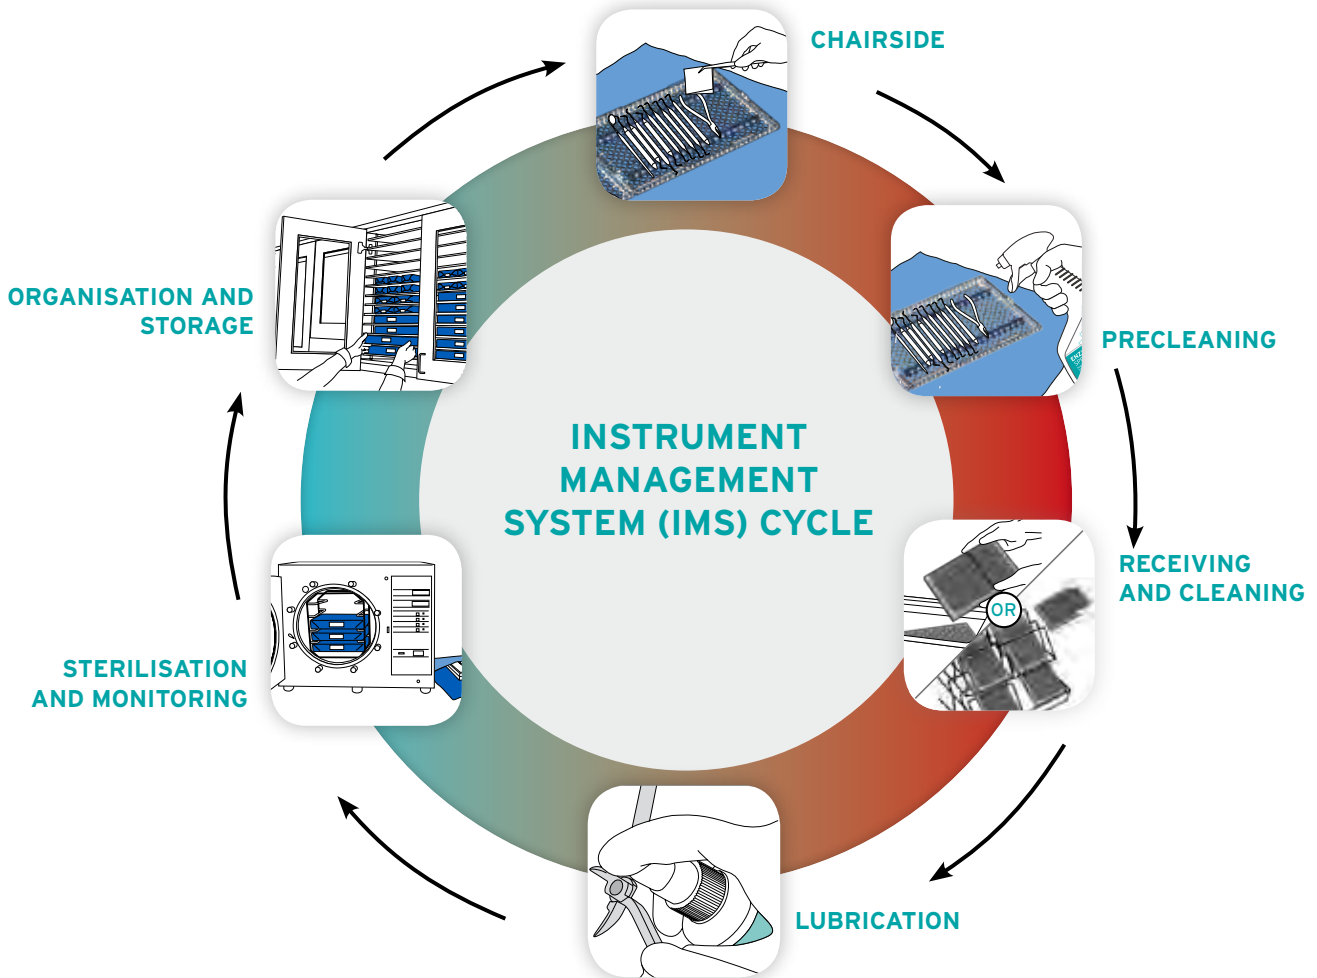 CHAIRSIDE
PRECLEANING
RECEIVING
AND CLEANING
OR
LUBRICATION
STERILISATION
AND MONITORING
ORGANISATION AND
STORAGE
INSTRUMENT
MANAGEMENT
SYSTEM (IMS) CYCLE